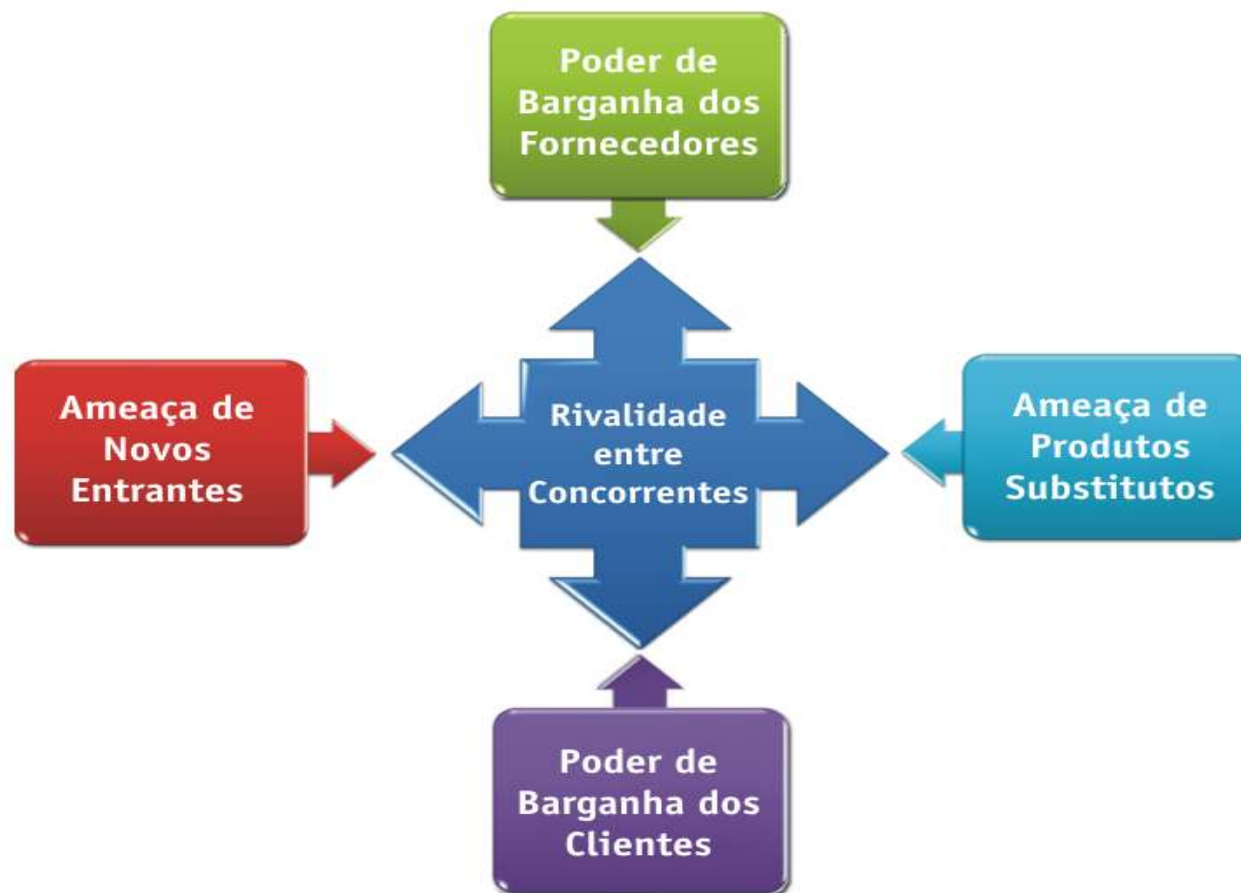 Poder de
Barganha dos
Fornecedores
Ameaça de
Novos
Entrantes
Rivalidade
entre
Concorrentes
Ameaça de
Produtos
Substitutos
Poder de
Barganha dos
Clientes